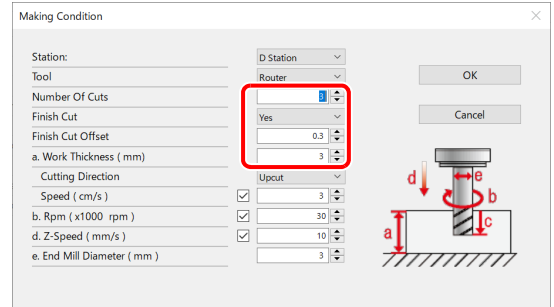 Making Condition
Station: D Station
Tool Router
OK
Number Of Cuts 3
Finish Cut Yes
Cancel
Finish Cut Offset 0.3
a. Work Thickness ( mm) 3
Cutting Direction Upcut
Speed ( cm/s ) 3
b. Rpm ( x1000 rpm ) 30
d. Z-Speed ( mm/s ) 10
e. End Mill Diameter ( mm ) 3
d e
b
c
a